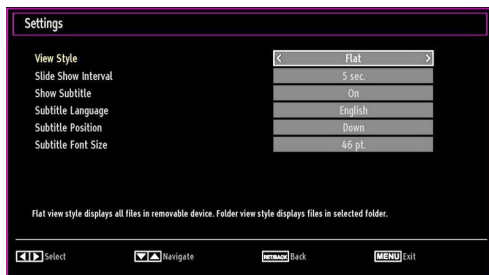 Settings
View Style < Flat >
Slide Show Interval 5 sec.
Show Subtitle On
Subtitle Language English
Subtitle Position Down
Subtitle Font Size 46 pt.
Flat view style displays all files in removable device. Folder view style displays files in selected folder.
Select Navigate RET/BACK Back MENU Exit